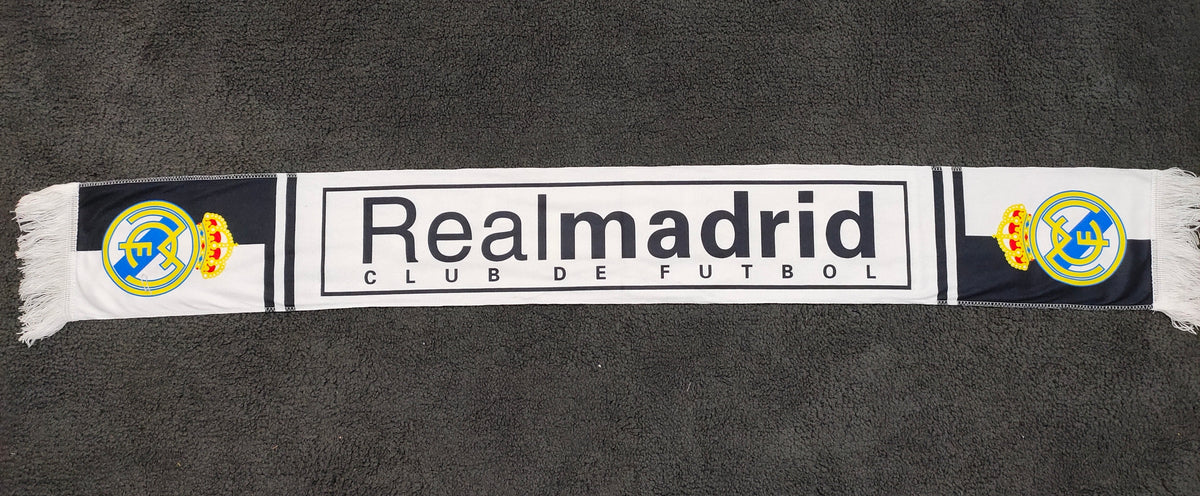 Realmadrid
CLUB DE FUTBOL